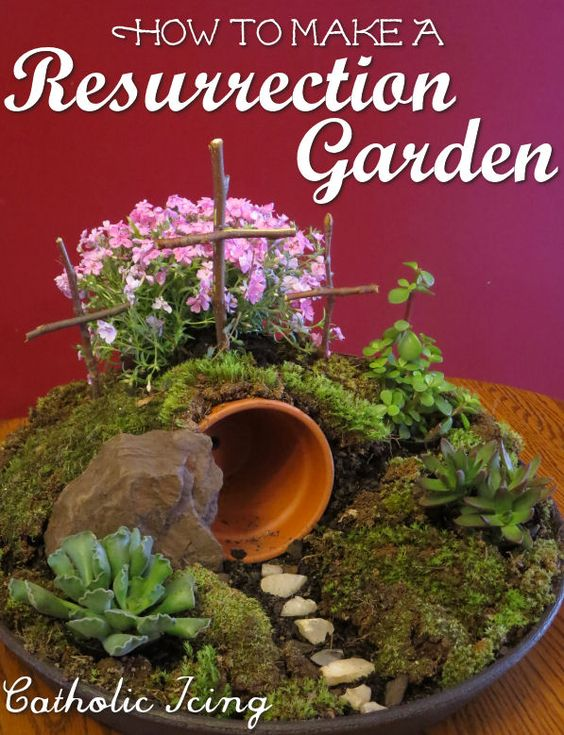 How to Make a
Resurrection
Garden
Catholic Icing